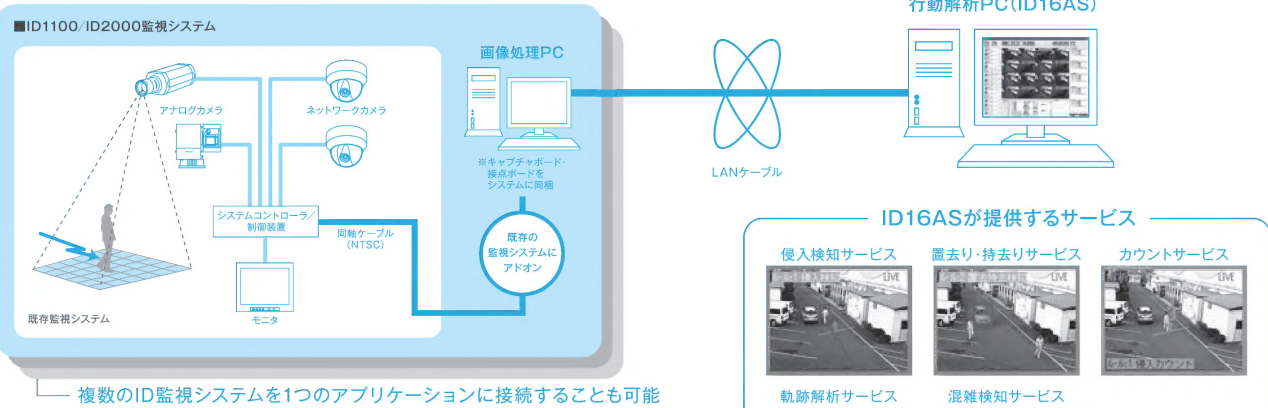 ■ID1100/ID2000監視システム
アナログカメラ
ネットワークカメラ
システムコントローラ/
制御装置
同軸ケーブル
(NTSC)
モニタ
既存監視システム
画像処理PC
※キャプチャボード・
接点ボードを
システムに同梱
既存の
監視システムに
アドオン
複数のID監視システムを1つのアプリケーションに接続することも可能
LANケーブル
行動解析PC(ID16AS)
ID16ASが提供するサービス
侵入検知サービス
置去り・持去りサービス
カウントサービス
LIVE
LIVE
LIVE
軌跡解析サービス
混雑検知サービス